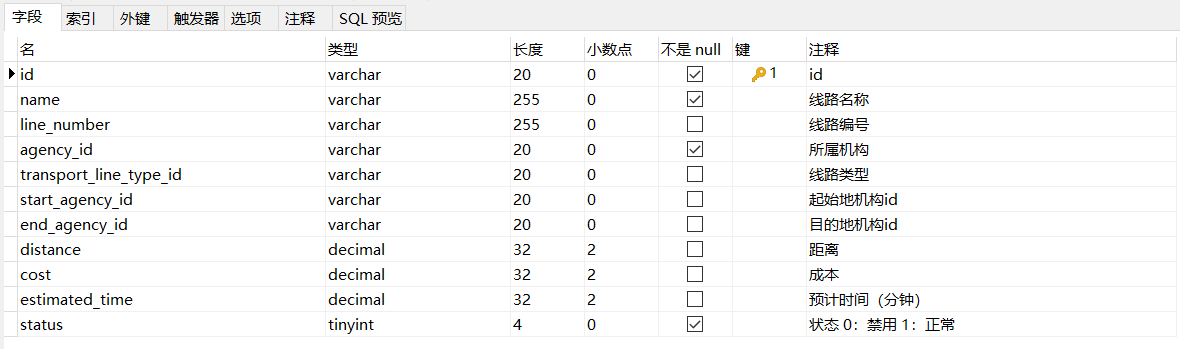 字段 索引 外键 触发器 选项 注释 SQL 预览
名 类型 长度 小数点 不是 null 键 注释
id varchar 20 0 1 id
name varchar 255 0 线路名称
line_number varchar 255 0 线路编号
agency_id varchar 20 0 所属机构
transport_line_type_id varchar 20 0 线路类型
start_agency_id varchar 20 0 起始地机构id
end_agency_id varchar 20 0 目的地机构id
distance decimal 32 2 距离
cost decimal 32 2 成本
estimated_time decimal 32 2 预计时间（分钟）
status tinyint 4 0 状态 0：禁用 1：正常